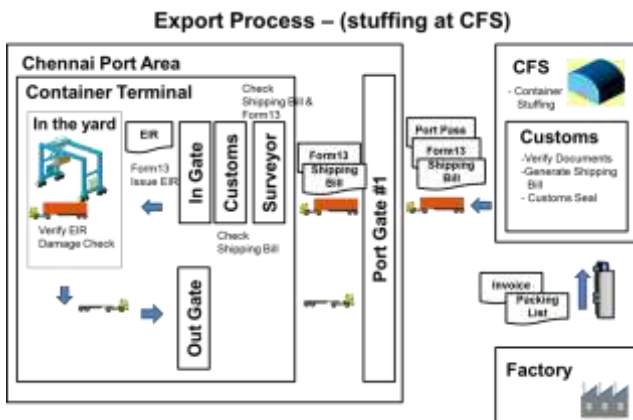 Export Process – (stuffing at CFS)
Chennai Port Area
Container Terminal
In the yard
Verify EIR
Damage Check
EIR
Form13
Issue EIR
In Gate
Customs
Surveyor
Check
Shipping Bill &
Form13
Check
Shipping Bill
Out Gate
Form13
Shipping
Bill
Port Gate #1
Port Pass
Form13
Shipping
Bill
CFS
- Container
Stuffing
Customs
-Verify Documents
-Generate Shipping
Bill
- Customs Seal
Invoice
Packing
List
Factory